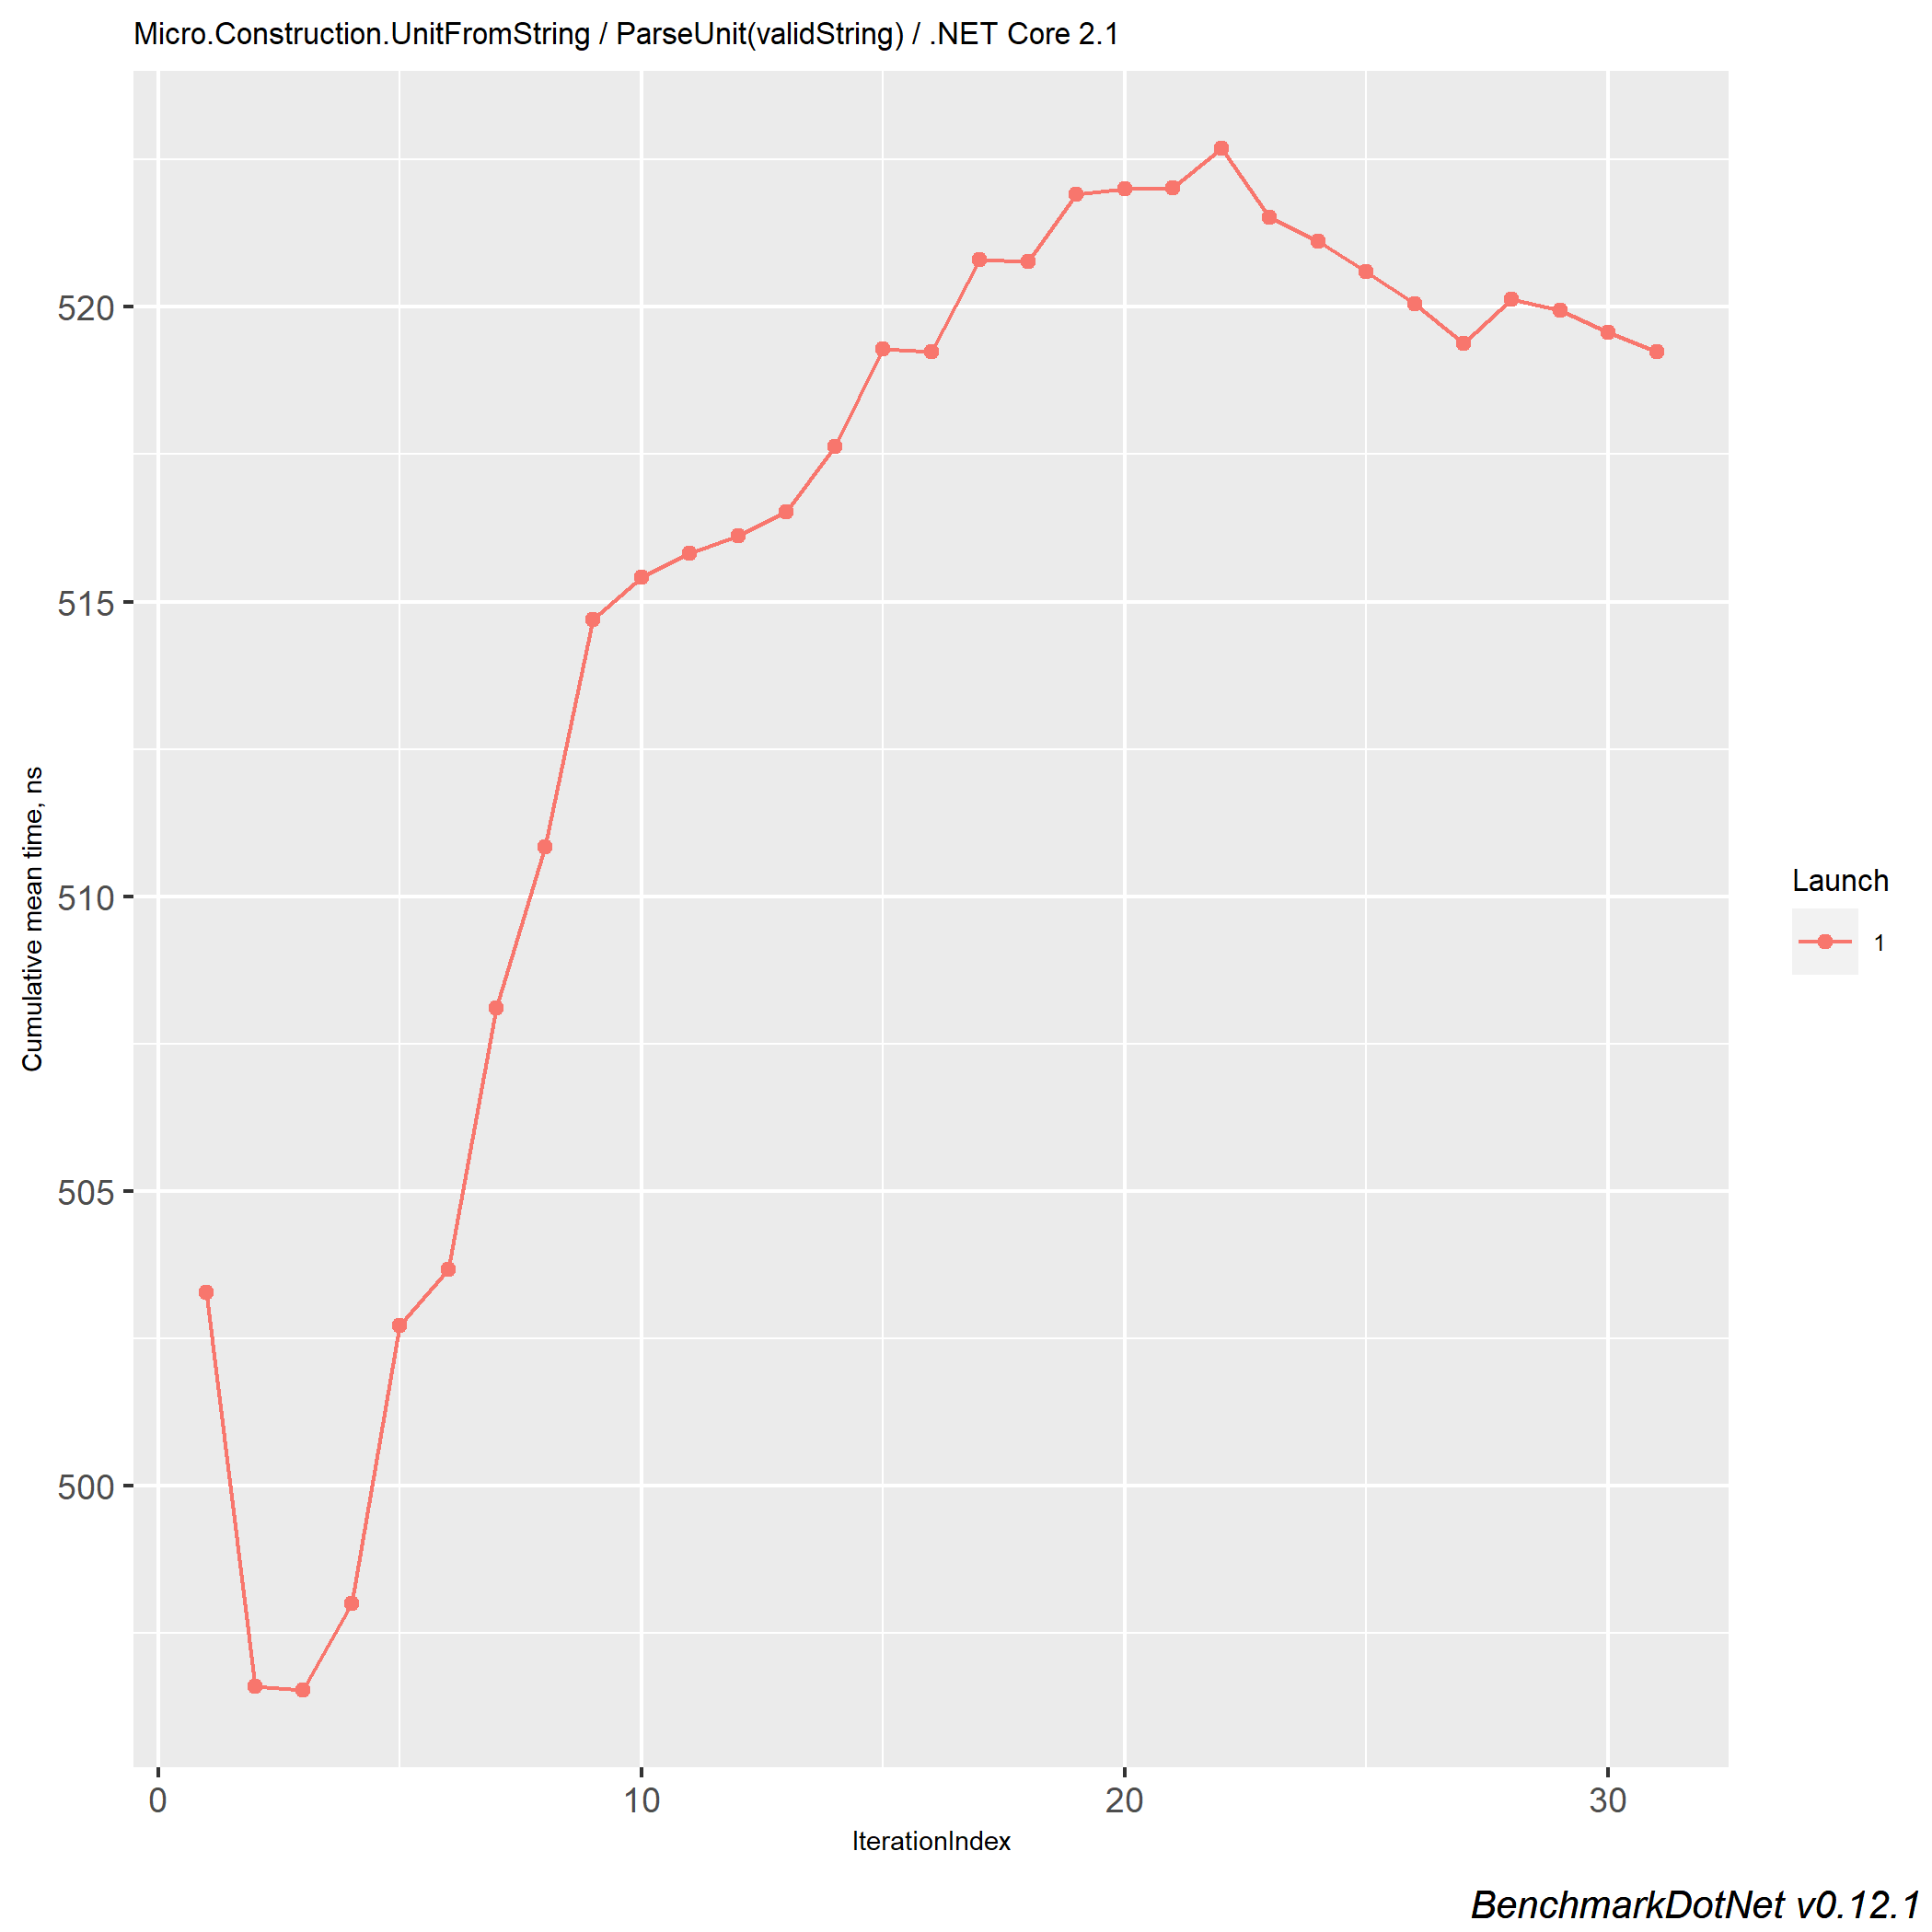 Micro.Construction.UnitFromString / ParseUnit(validString) / .NET Core 2.1
Cumulative mean time, ns
520
515
510
505
500
0
10
20
30
IterationIndex
Launch
1
BenchmarkDotNet v0.12.1